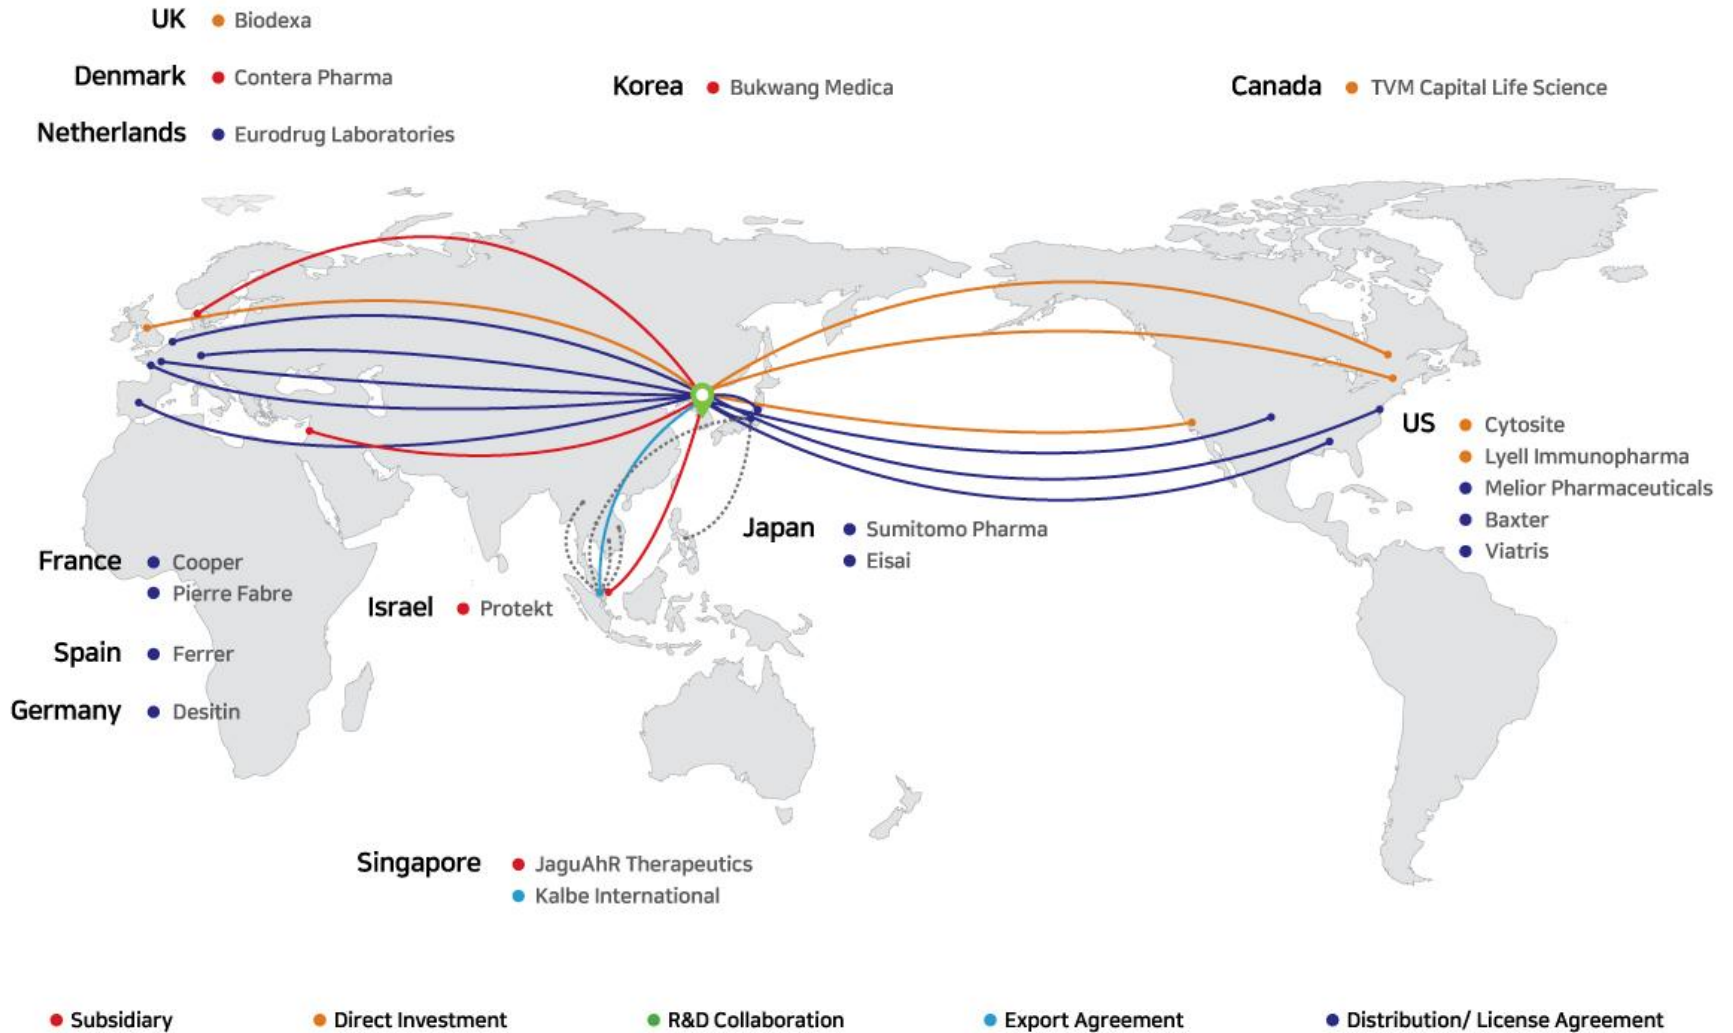 UK Biodexa
Denmark Contera Pharma
Netherlands Eurodrug Laboratories
Korea Bukwang Medica
Canada TVM Capital Life Science
US Cytosite
Lyell Immunopharma
Melior Pharmaceuticals
Baxter
Viatris
Japan Sumitomo Pharma
Eisai
France Cooper
Pierre Fabre
Israel Protekt
Spain Ferrer
Germany Desitin
Singapore JaguAhR Therapeutics
Kalbe International
Subsidiary
Direct Investment
R&D Collaboration
Export Agreement
Distribution/ License Agreement